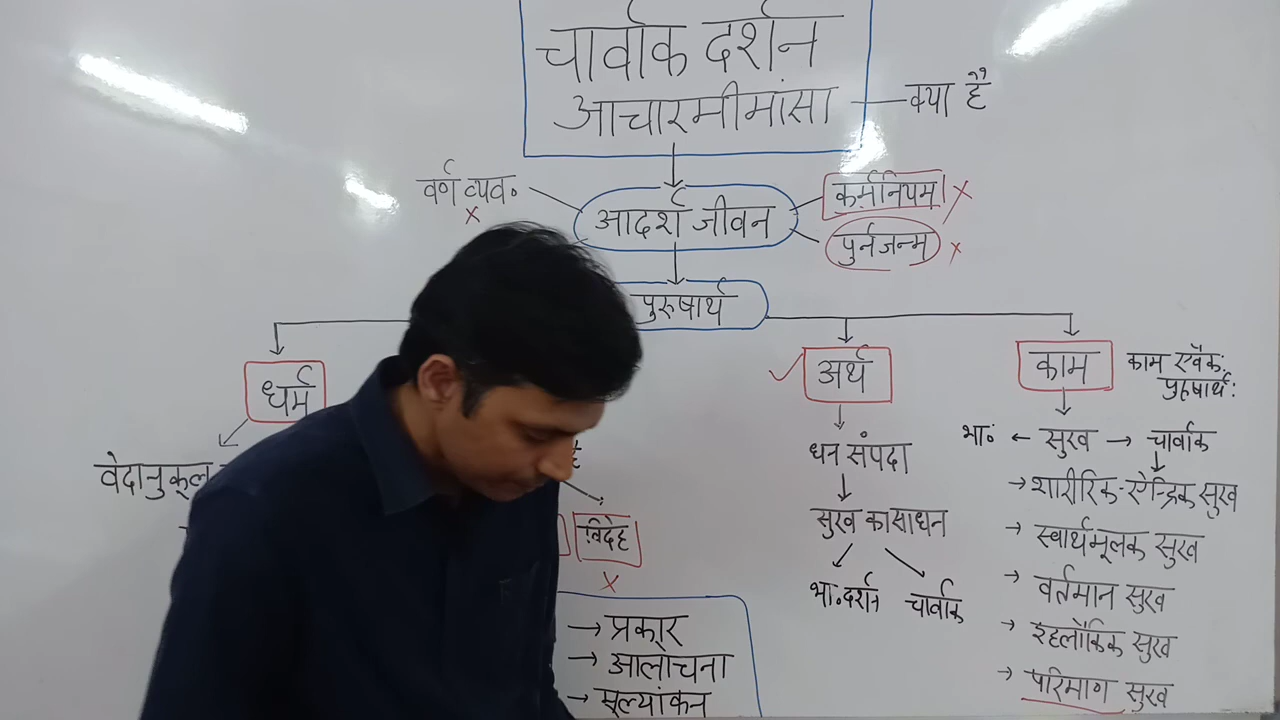 चार्वाक दर्शन
आचारमीमांसा
क्या है
वर्ण व्यव॰ ×
आदर्श जीवन
कर्मनियम ×
पुर्नजन्म ×
पुरुषार्थ
धर्म
✓ अर्थ
काम
काम एवैकः
पुरुषार्थः
वेदानुकूल
धन संपदा
भा॰ ← सुख → चार्वाक
→ शारीरिक-ऐन्द्रिक सुख
विदेह ×
सुख का साधन
→ स्वार्थमूलक सुख
भा॰ दर्शन
चार्वाक
→ वर्तमान सुख
→ इहलौकिक सुख
→ परिमाण सुख
→ प्रकार
→ आलाचना
→ मूल्यांकन